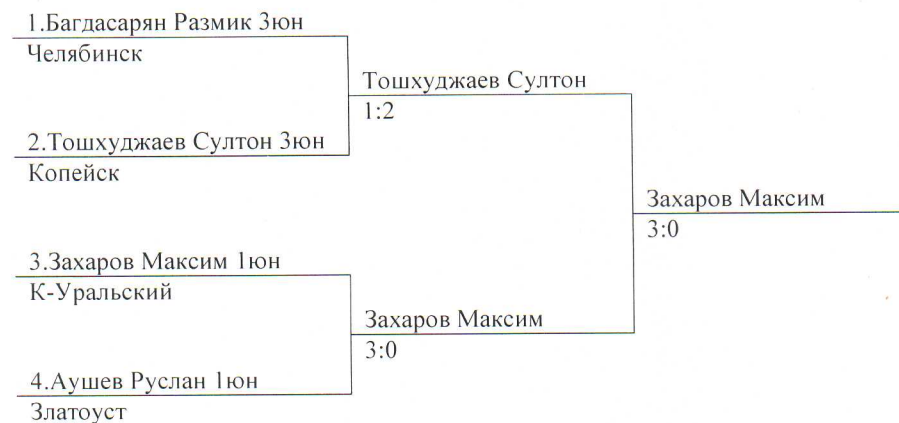 1.Багдасарян Размик 3юн
Челябинск
Тошхуджаев Султон
1:2
2.Тошхуджаев Султон 3юн
Копейск
Захаров Максим
3:0
3.Захаров Максим 1юн
К-Уральский
Захаров Максим
3:0
4.Аушев Руслан 1юн
Златоуст